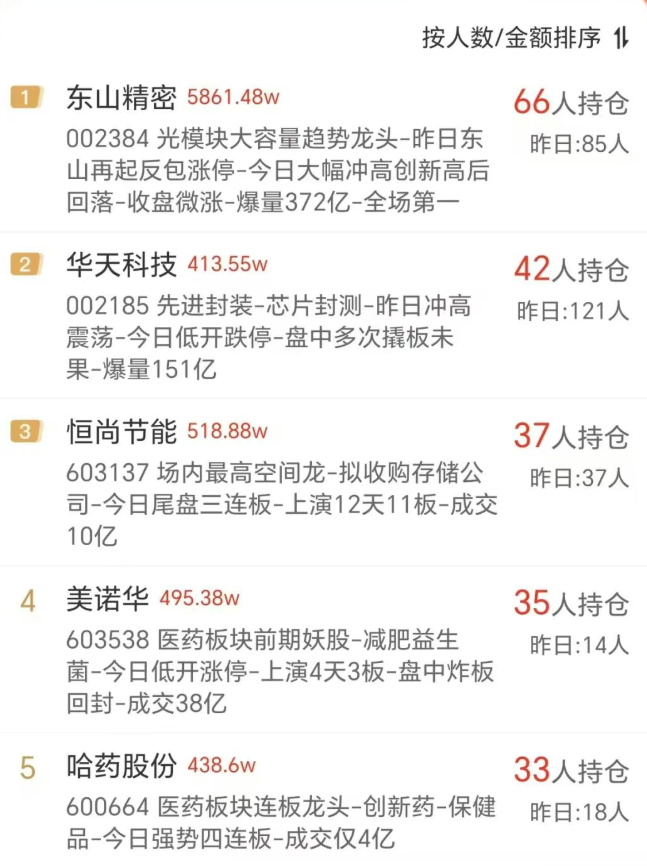 按人数/金额排序
1 东山精密 5861.48w 66人持仓
002384 光模块大容量趋势龙头-昨日东 昨日:85人
山再起反包涨停-今日大幅冲高创新高后
回落-收盘微涨-爆量372亿-全场第一
2 华天科技 413.55w 42人持仓
002185 先进封装-芯片封测-昨日冲高 昨日:121人
震荡-今日低开跌停-盘中多次撬板未
果-爆量151亿
3 恒尚节能 518.88w 37人持仓
603137 场内最高空间龙-拟收购存储公 昨日:37人
司-今日尾盘三连板-上演12天11板-成交
10亿
4 美诺华 495.38w 35人持仓
603538 医药板块前期妖股-减肥益生 昨日:14人
菌-今日低开涨停-上演4天3板-盘中炸板
回封-成交38亿
5 哈药股份 438.6w 33人持仓
600664 医药板块连板龙头-创新药-保健 昨日:18人
品-今日强势四连板-成交仅4亿